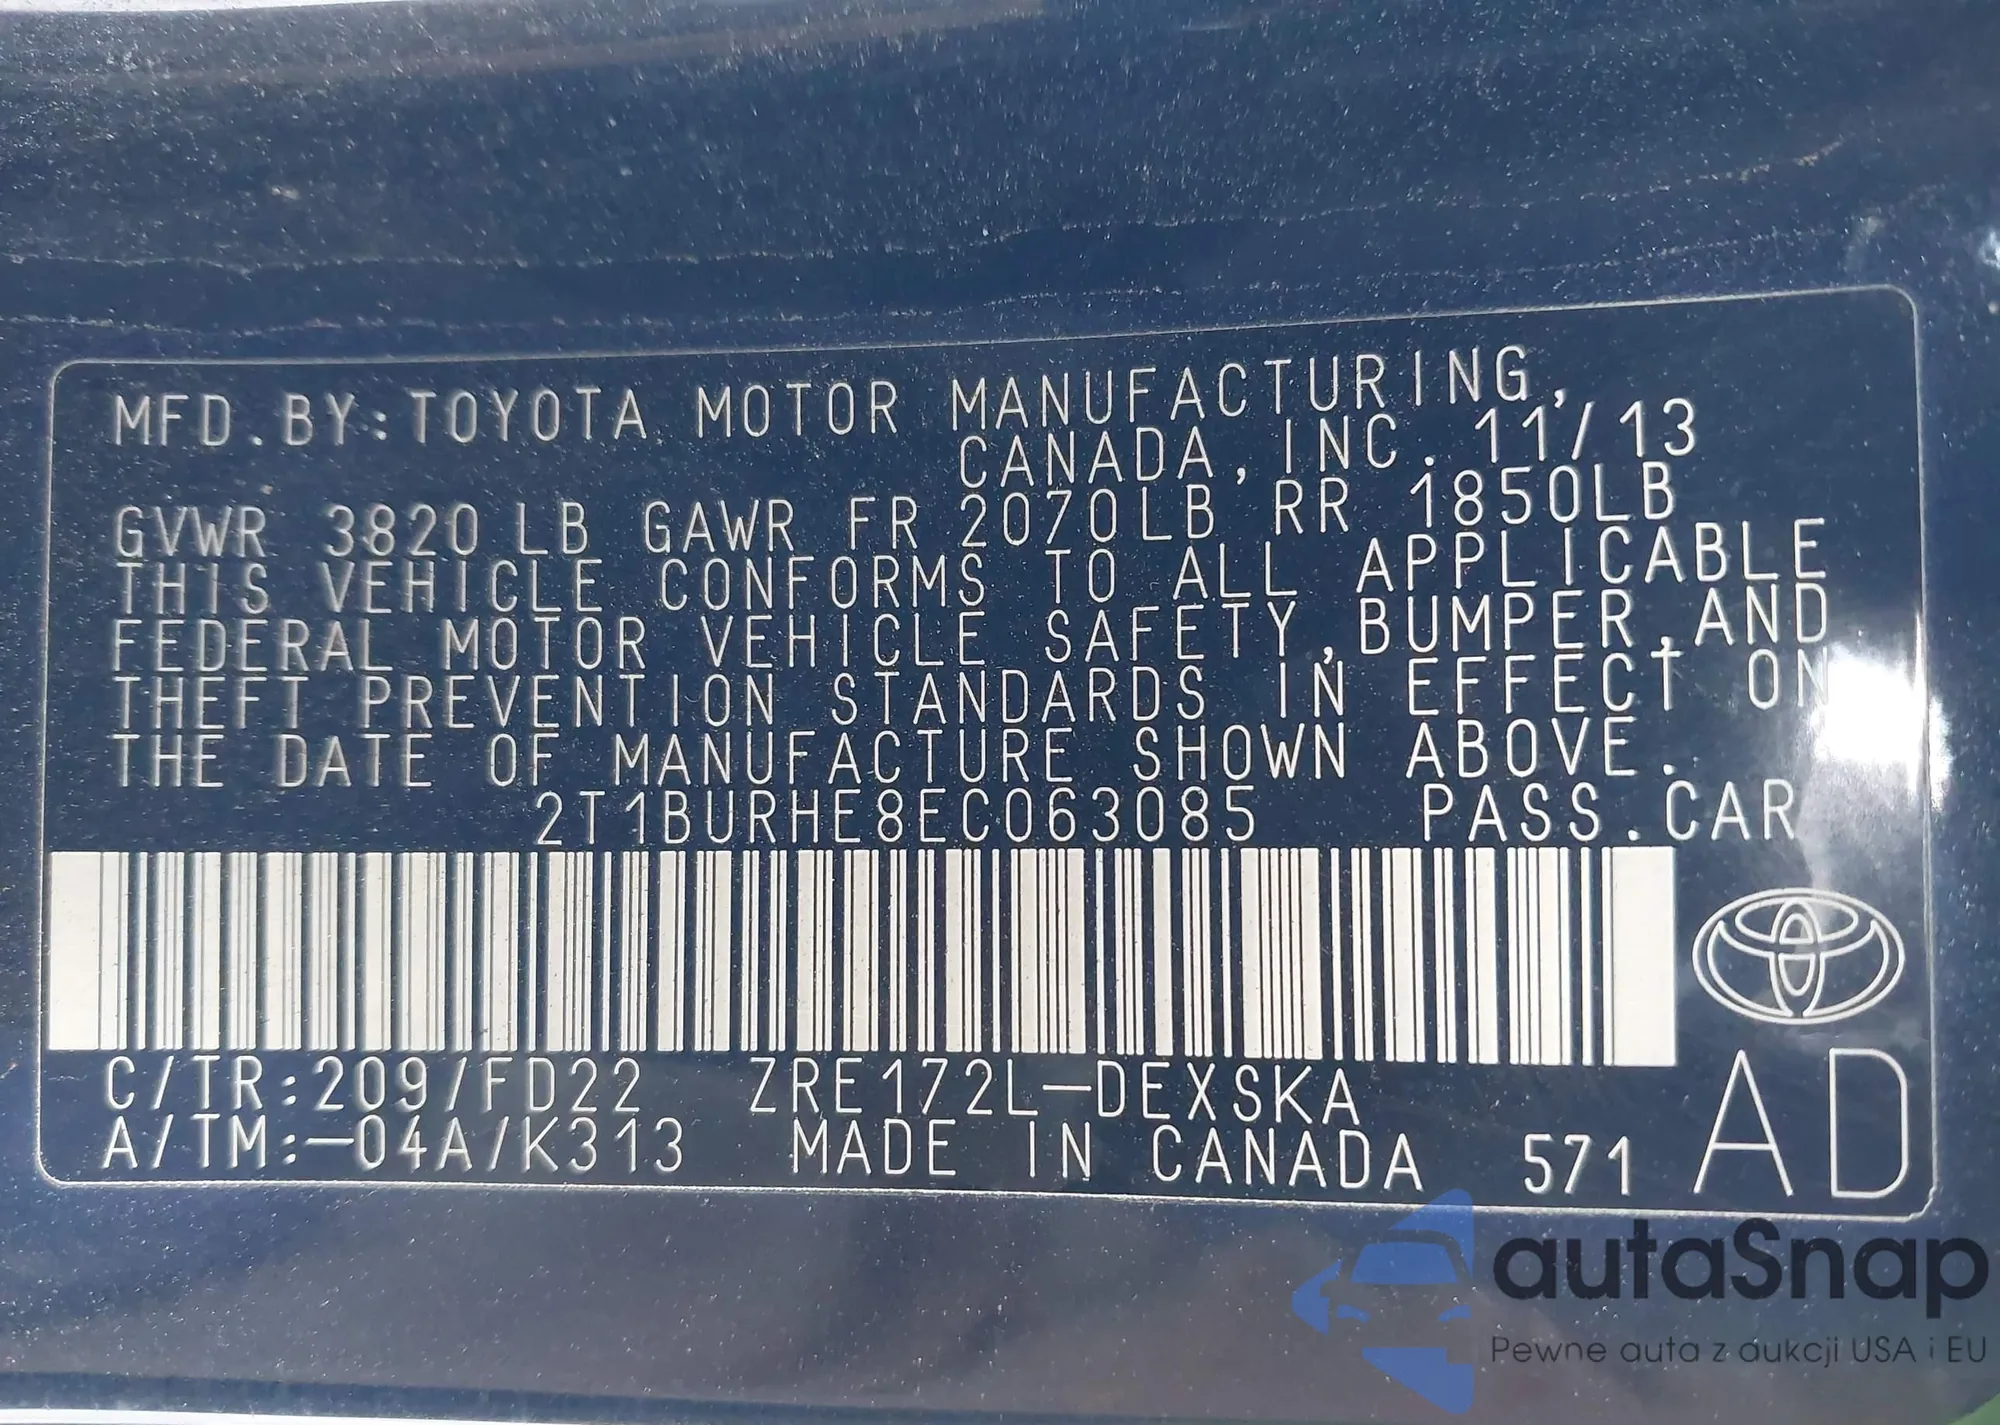 MFD.BY:TOYOTA MOTOR MANUFACTURING,
CANADA, INC. 11/13
GVWR 3820 LB GAWR FR 2070LB RR 1850LB
THIS VEHICLE CONFORMS TO ALL APPLICABLE
FEDERAL MOTOR VEHICLE SAFETY, BUMPER, AND
THEFT PREVENTION STANDARDS IN EFFECT ON
THE DATE OF MANUFACTURE SHOWN ABOVE.
2T1BURHE8EC063085 PASS.CAR
C/TR:209/FD22 ZRE172L-DEXSKA
A/TM:-04A/K313 MADE IN CANADA 571 AD
autaSnap
Pewne auta z aukcji USA i EU